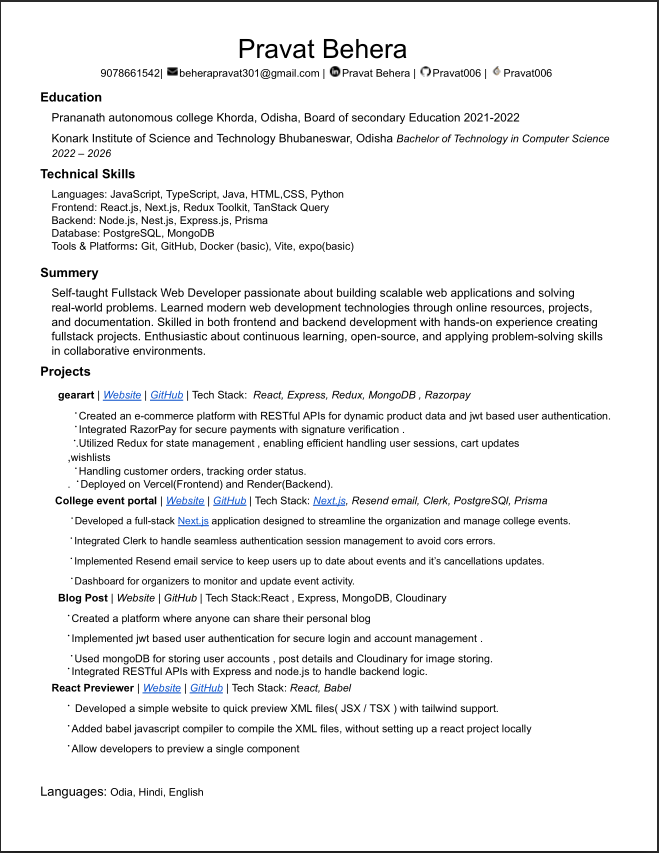 Pravat Behera
9078661542| beherapravat301@gmail.com | Pravat Behera | Pravat006 | Pravat006
Education
Prananath autonomous college Khorda, Odisha, Board of secondary Education 2021-2022
Konark Institute of Science and Technology Bhubaneswar, Odisha Bachelor of Technology in Computer Science
2022 – 2026
Technical Skills
Languages: JavaScript, TypeScript, Java, HTML,CSS, Python
Frontend: React.js, Next.js, Redux Toolkit, TanStack Query
Backend: Node.js, Nest.js, Express.js, Prisma
Database: PostgreSQL, MongoDB
Tools & Platforms: Git, GitHub, Docker (basic), Vite, expo(basic)
Summary
Self-taught Fullstack Web Developer passionate about building scalable web applications and solving
real-world problems. Learned modern web development technologies through online resources, projects,
and documentation. Skilled in both frontend and backend development with hands-on experience creating
fullstack projects. Enthusiastic about continuous learning, open-source, and applying problem-solving skills
in collaborative environments.
Projects
gearart | Website | GitHub | Tech Stack: React, Express, Redux, MongoDB , Razorpay
·Created an e-commerce platform with RESTful APIs for dynamic product data and jwt based user authentication.
·Integrated RazorPay for secure payments with signature verification .
·.Utilized Redux for state management , enabling efficient handling user sessions, cart updates
,wishlists
·Handling customer orders, tracking order status.
. ·Deployed on Vercel(Frontend) and Render(Backend).
College event portal | Website | GitHub | Tech Stack: Next.js, Resend email, Clerk, PostgreSQl, Prisma
·Developed a full-stack Next.js application designed to streamline the organization and manage college events.
·Integrated Clerk to handle seamless authentication session management to avoid cors errors.
·Implemented Resend email service to keep users up to date about events and it’s cancellations updates.
·Dashboard for organizers to monitor and update event activity.
Blog Post | Website | GitHub | Tech Stack:React , Express, MongoDB, Cloudinary
·Created a platform where anyone can share their personal blog
·Implemented jwt based user authentication for secure login and account management .
·Used mongoDB for storing user accounts , post details and Cloudinary for image storing.
·Integrated RESTful APIs with Express and node.js to handle backend logic.
React Previewer | Website | GitHub | Tech Stack: React, Babel
· Developed a simple website to quick preview XML files( JSX / TSX ) with tailwind support.
·Added babel javascript compiler to compile the XML files, without setting up a react project locally
·Allow developers to preview a single component
Languages: Odia, Hindi, English